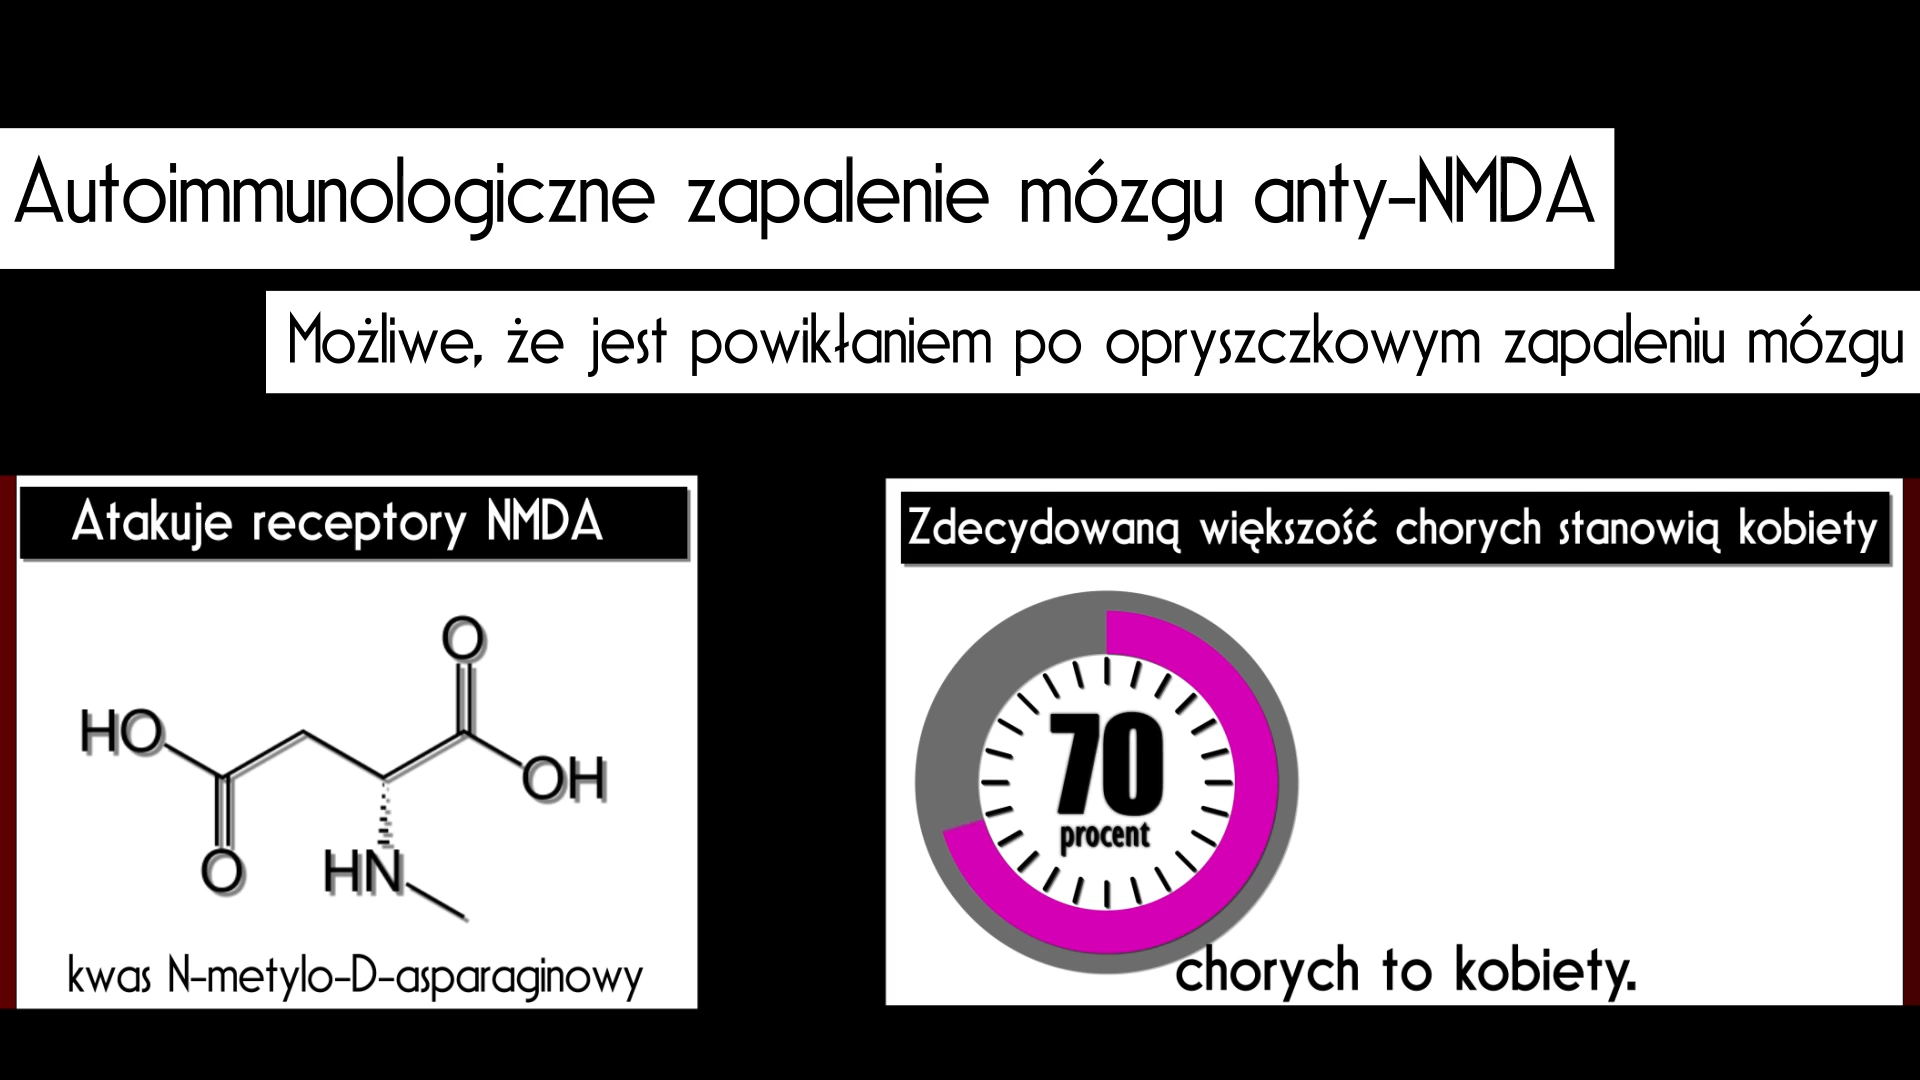 Autoimmunologiczne zapalenie mózgu anty-NMDA
Możliwe, że jest powikłaniem po opryszczkowym zapaleniu mózgu
Atakuje receptory NMDA
O
HO
OH
O
HN
kwas N-metylo-D-asparaginowy
Zdecydowaną większość chorych stanowią kobiety
70
procent
chorych to kobiety.